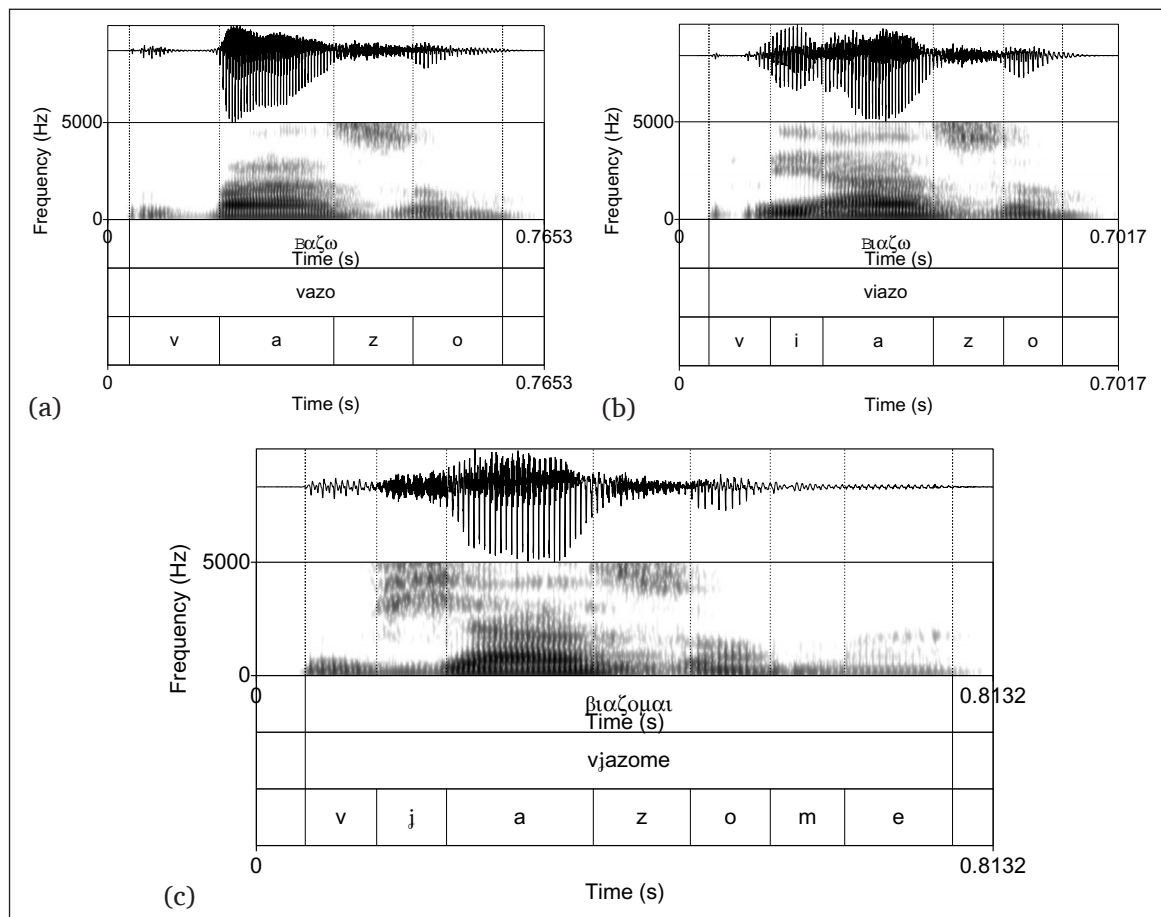 5000
Frequency (Hz)
0
0 0.7653
Βαζω
Time (s)
vazo
v a z o
0 0.7653
Time (s)
(a)
5000
Frequency (Hz)
0
0 0.7017
Βιαζω
Time (s)
viazo
v i a z o
0 0.7017
Time (s)
(b)
5000
Frequency (Hz)
0
0 0.8132
βιαζομαι
Time (s)
vʝazome
v ʝ a z o m e
0 0.8132
Time (s)
(c)